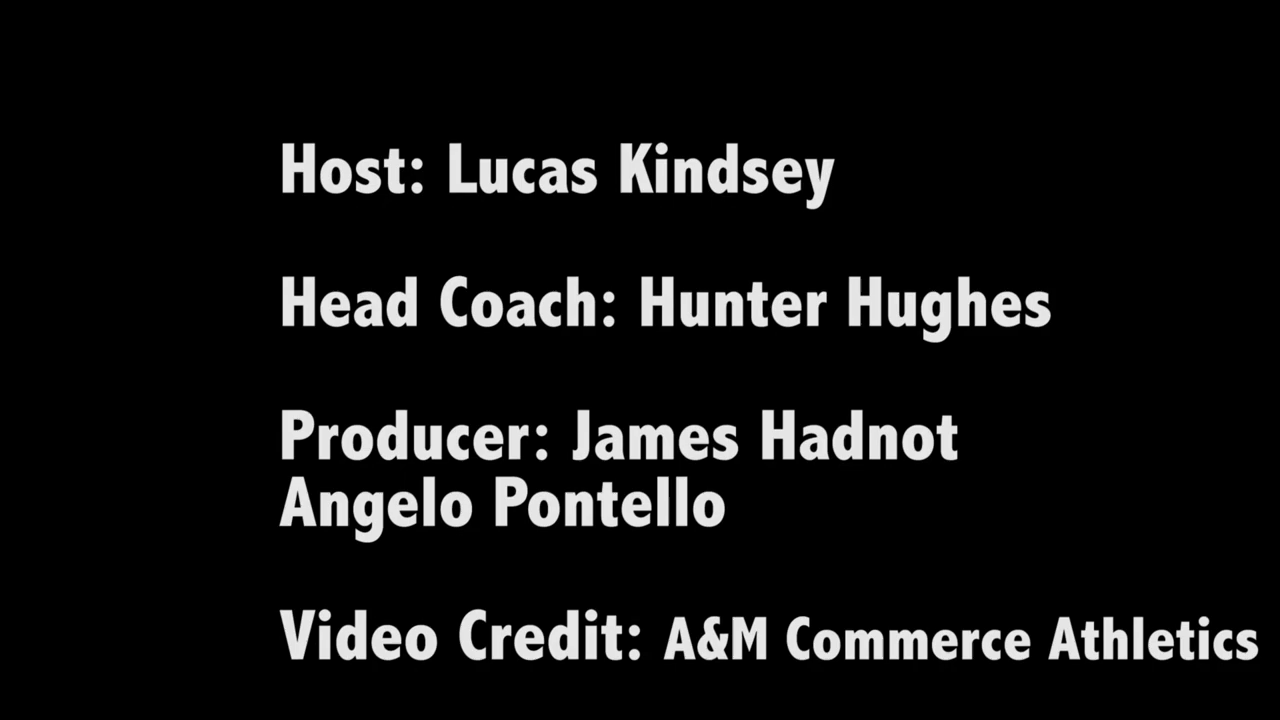 Host: Lucas Kindsey
Head Coach: Hunter Hughes
Producer: James Hadnot
Angelo Pontello
Video Credit: A&M Commerce Athletics